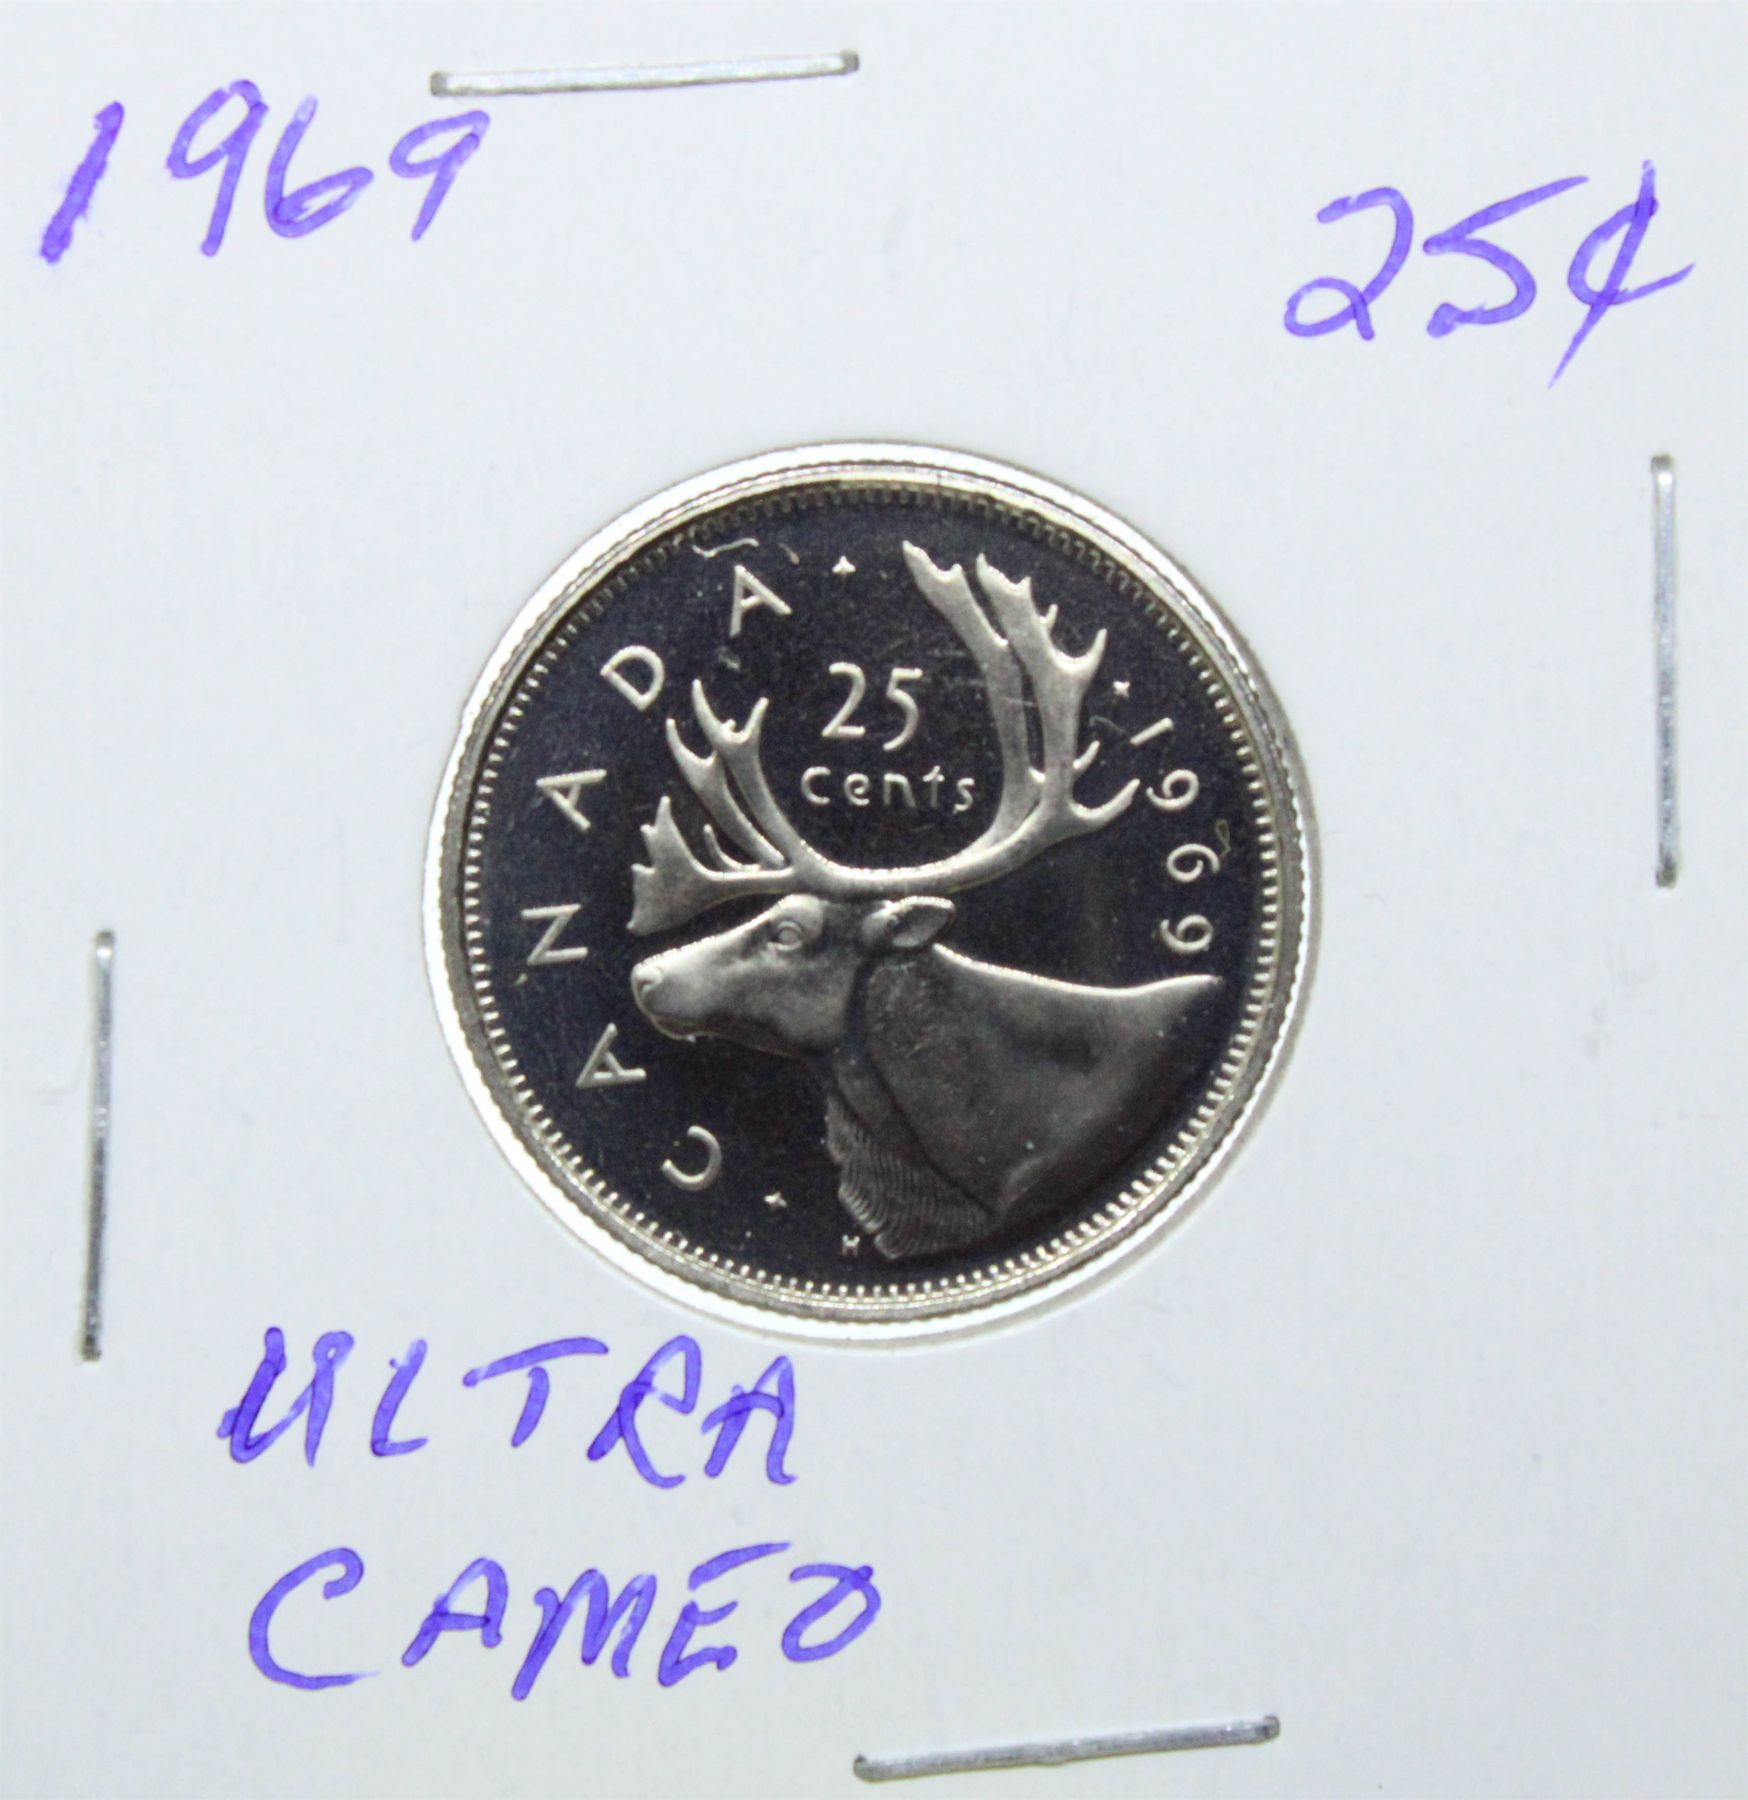 1969
25¢
CANADA
25
cents
1969
H
ULTRA
CAMEO